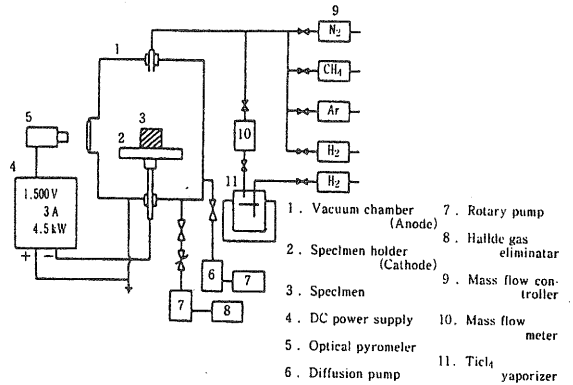 9
N₂
1
CH₄
5
3
Ar
2
10
4
H₂
11
H₂
1.500V
3A
4.5kW
+ −
6
7
7
8
1 . Vacuum chamber
(Anode)
2 . Specimen holder
(Cathode)
3 . Specimen
4 . DC power supply
5 . Optical pyrometer
6 . Diffusion pump
7 . Rotary pump
8 . Halide gas
eliminatar
9 . Mass flow con-
troller
10 . Mass flow
meter
11 . Ticl₄
yaporizer